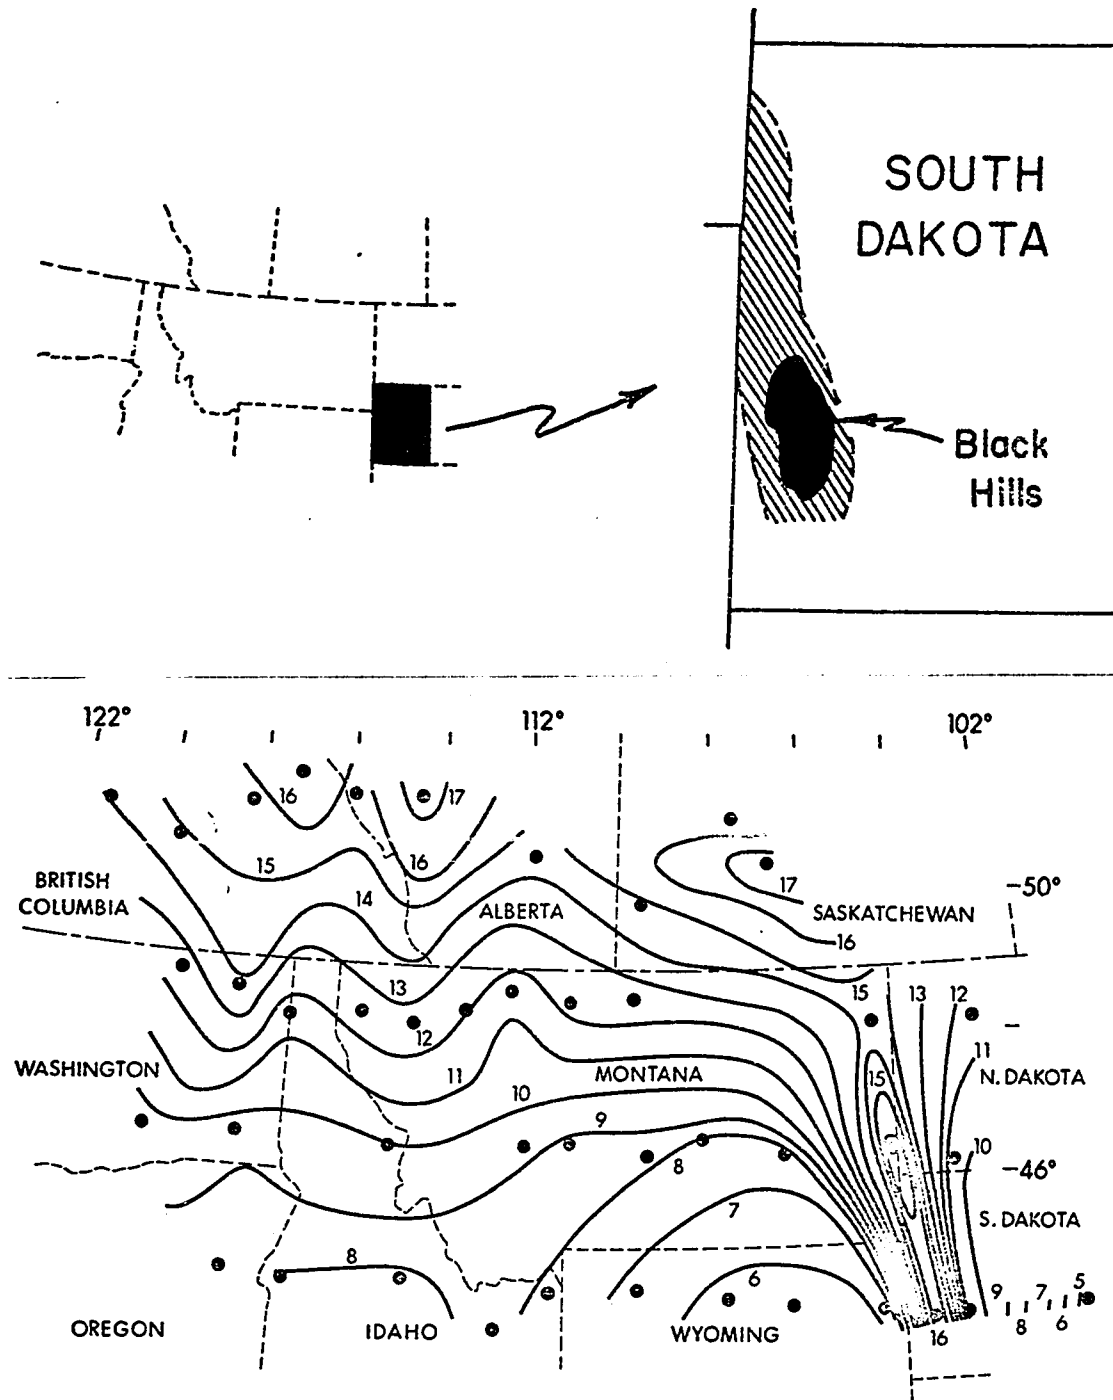 SOUTH
DAKOTA
Black
Hills
122°
112°
102°
16
17
15
16
17
BRITISH
COLUMBIA
14
ALBERTA
SASKATCHEWAN
-50°
16
13
15
13
12
12
11
WASHINGTON
11
MONTANA
15
N. DAKOTA
10
9
8
10
-46°
7
S. DAKOTA
8
6
9
7
5
8
6
OREGON
IDAHO
WYOMING
16